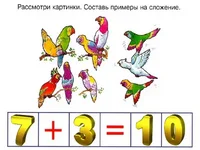 Рассмотри картинки. Составь примеры на сложение.
7 + 3 = 10